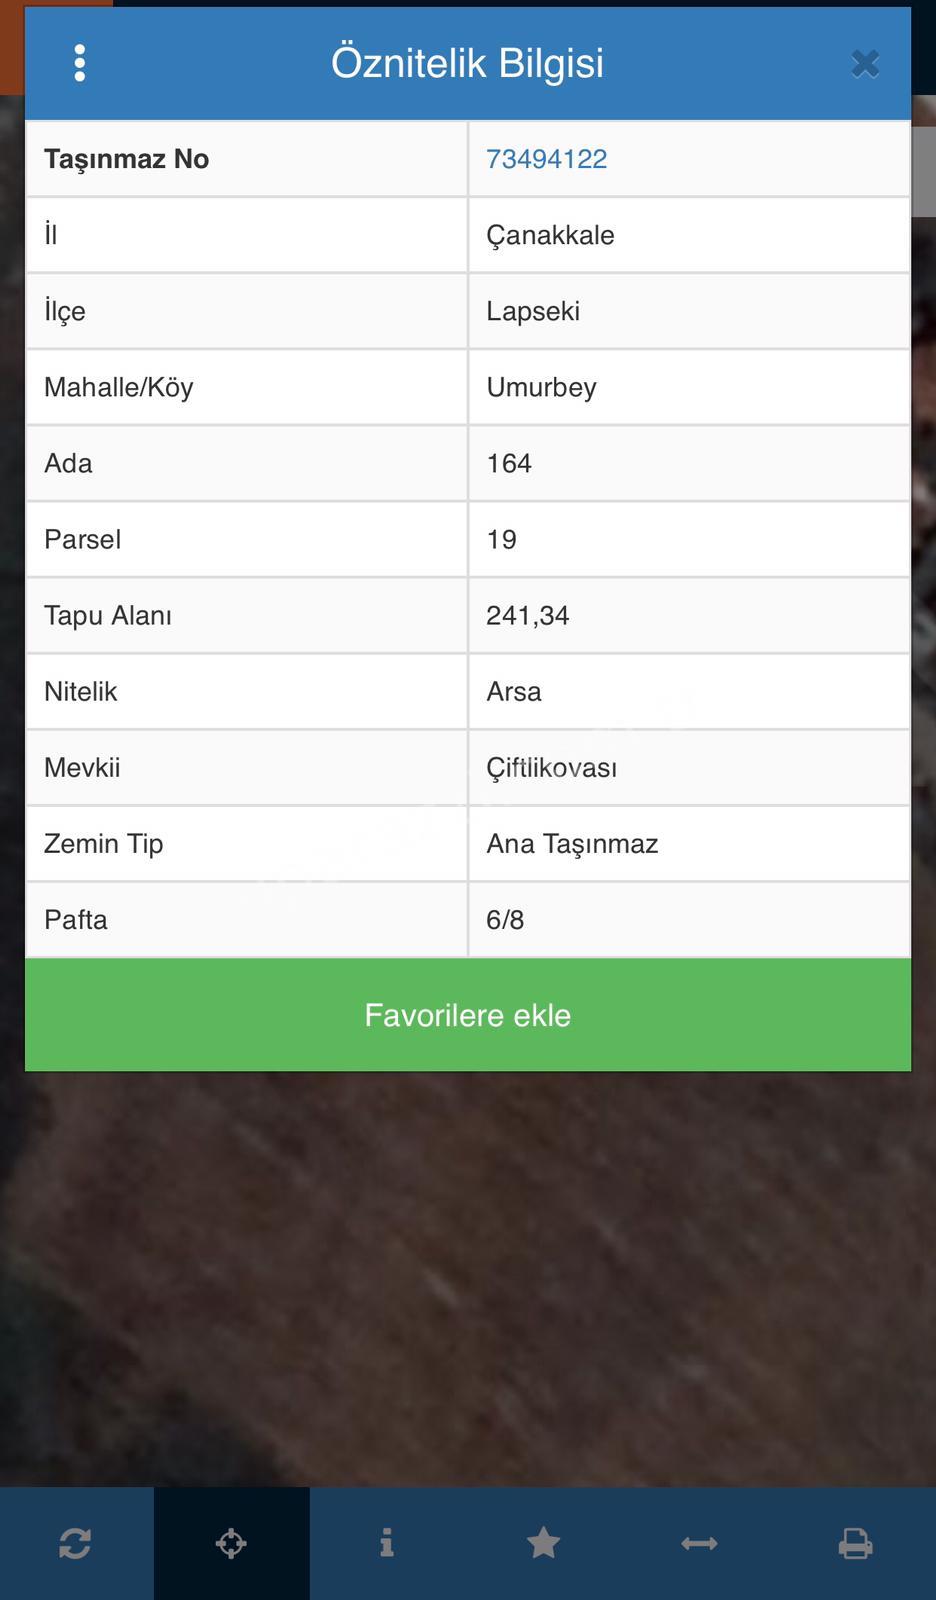 Öznitelik Bilgisi
Taşınmaz No 73494122
İl Çanakkale
İlçe Lapseki
Mahalle/Köy Umurbey
Ada 164
Parsel 19
Tapu Alanı 241,34
Nitelik Arsa
Mevkii Çiftlikovası
Zemin Tip Ana Taşınmaz
Pafta 6/8
Favorilere ekle